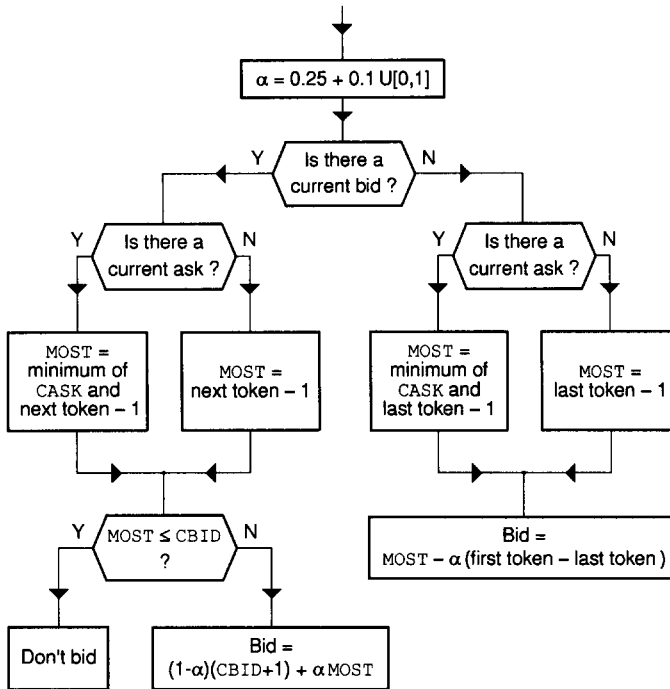 α = 0.25 + 0.1 U[0,1]
Y
Is there a
current bid ?
N
Y
Is there a
current ask ?
N
Y
Is there a
current ask ?
N
MOST =
minimum of
CASK and
next token – 1
MOST =
next token – 1
MOST =
minimum of
CASK and
last token – 1
MOST =
last token – 1
Y
MOST ≤ CBID
?
N
Bid =
MOST – α (first token – last token )
Don't bid
Bid =
(1-α)(CBID+1) + α MOST